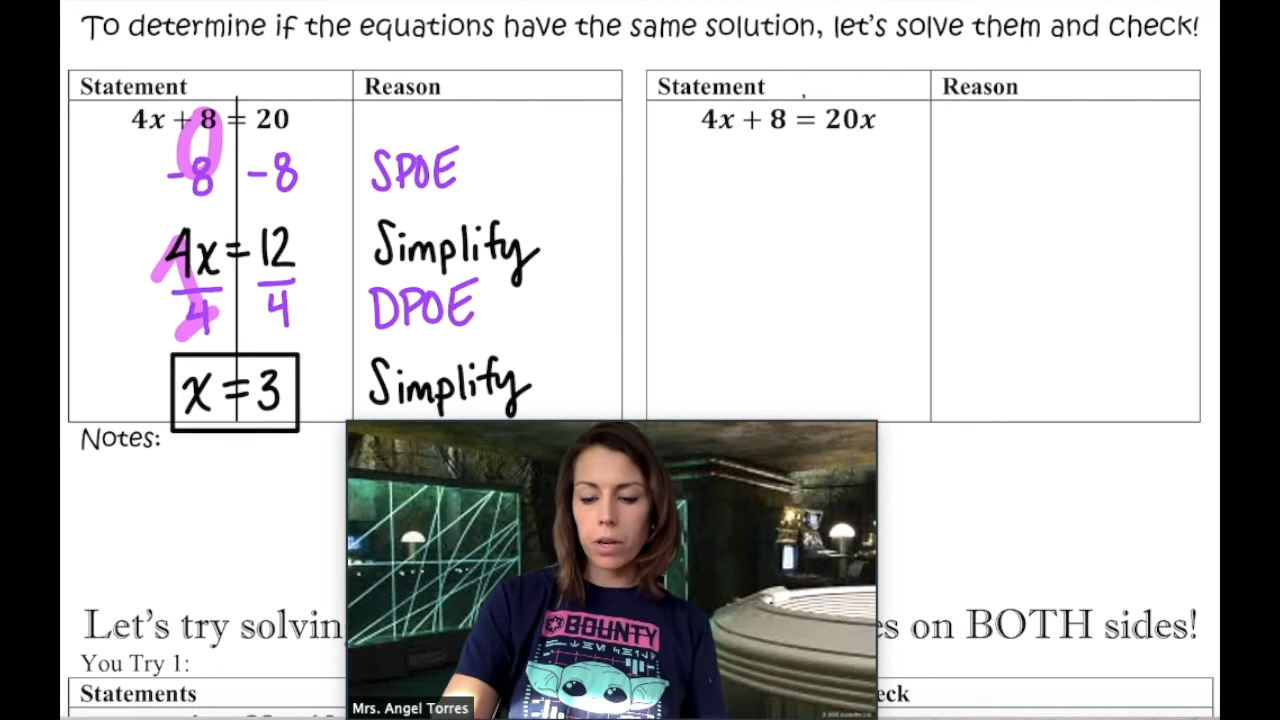 To determine if the equations have the same solution, let's solve them and check!
Statement Reason
4x + 8 = 20
-8 -8 SPOE
4x = 12 Simplify
4 4 DPOE
x = 3 Simplify
Statement Reason
4x + 8 = 20x
Notes:
BOUNTY
Mrs. Angel Torres
Let's try solvin
es on BOTH sides!
You Try 1:
Statements
eck